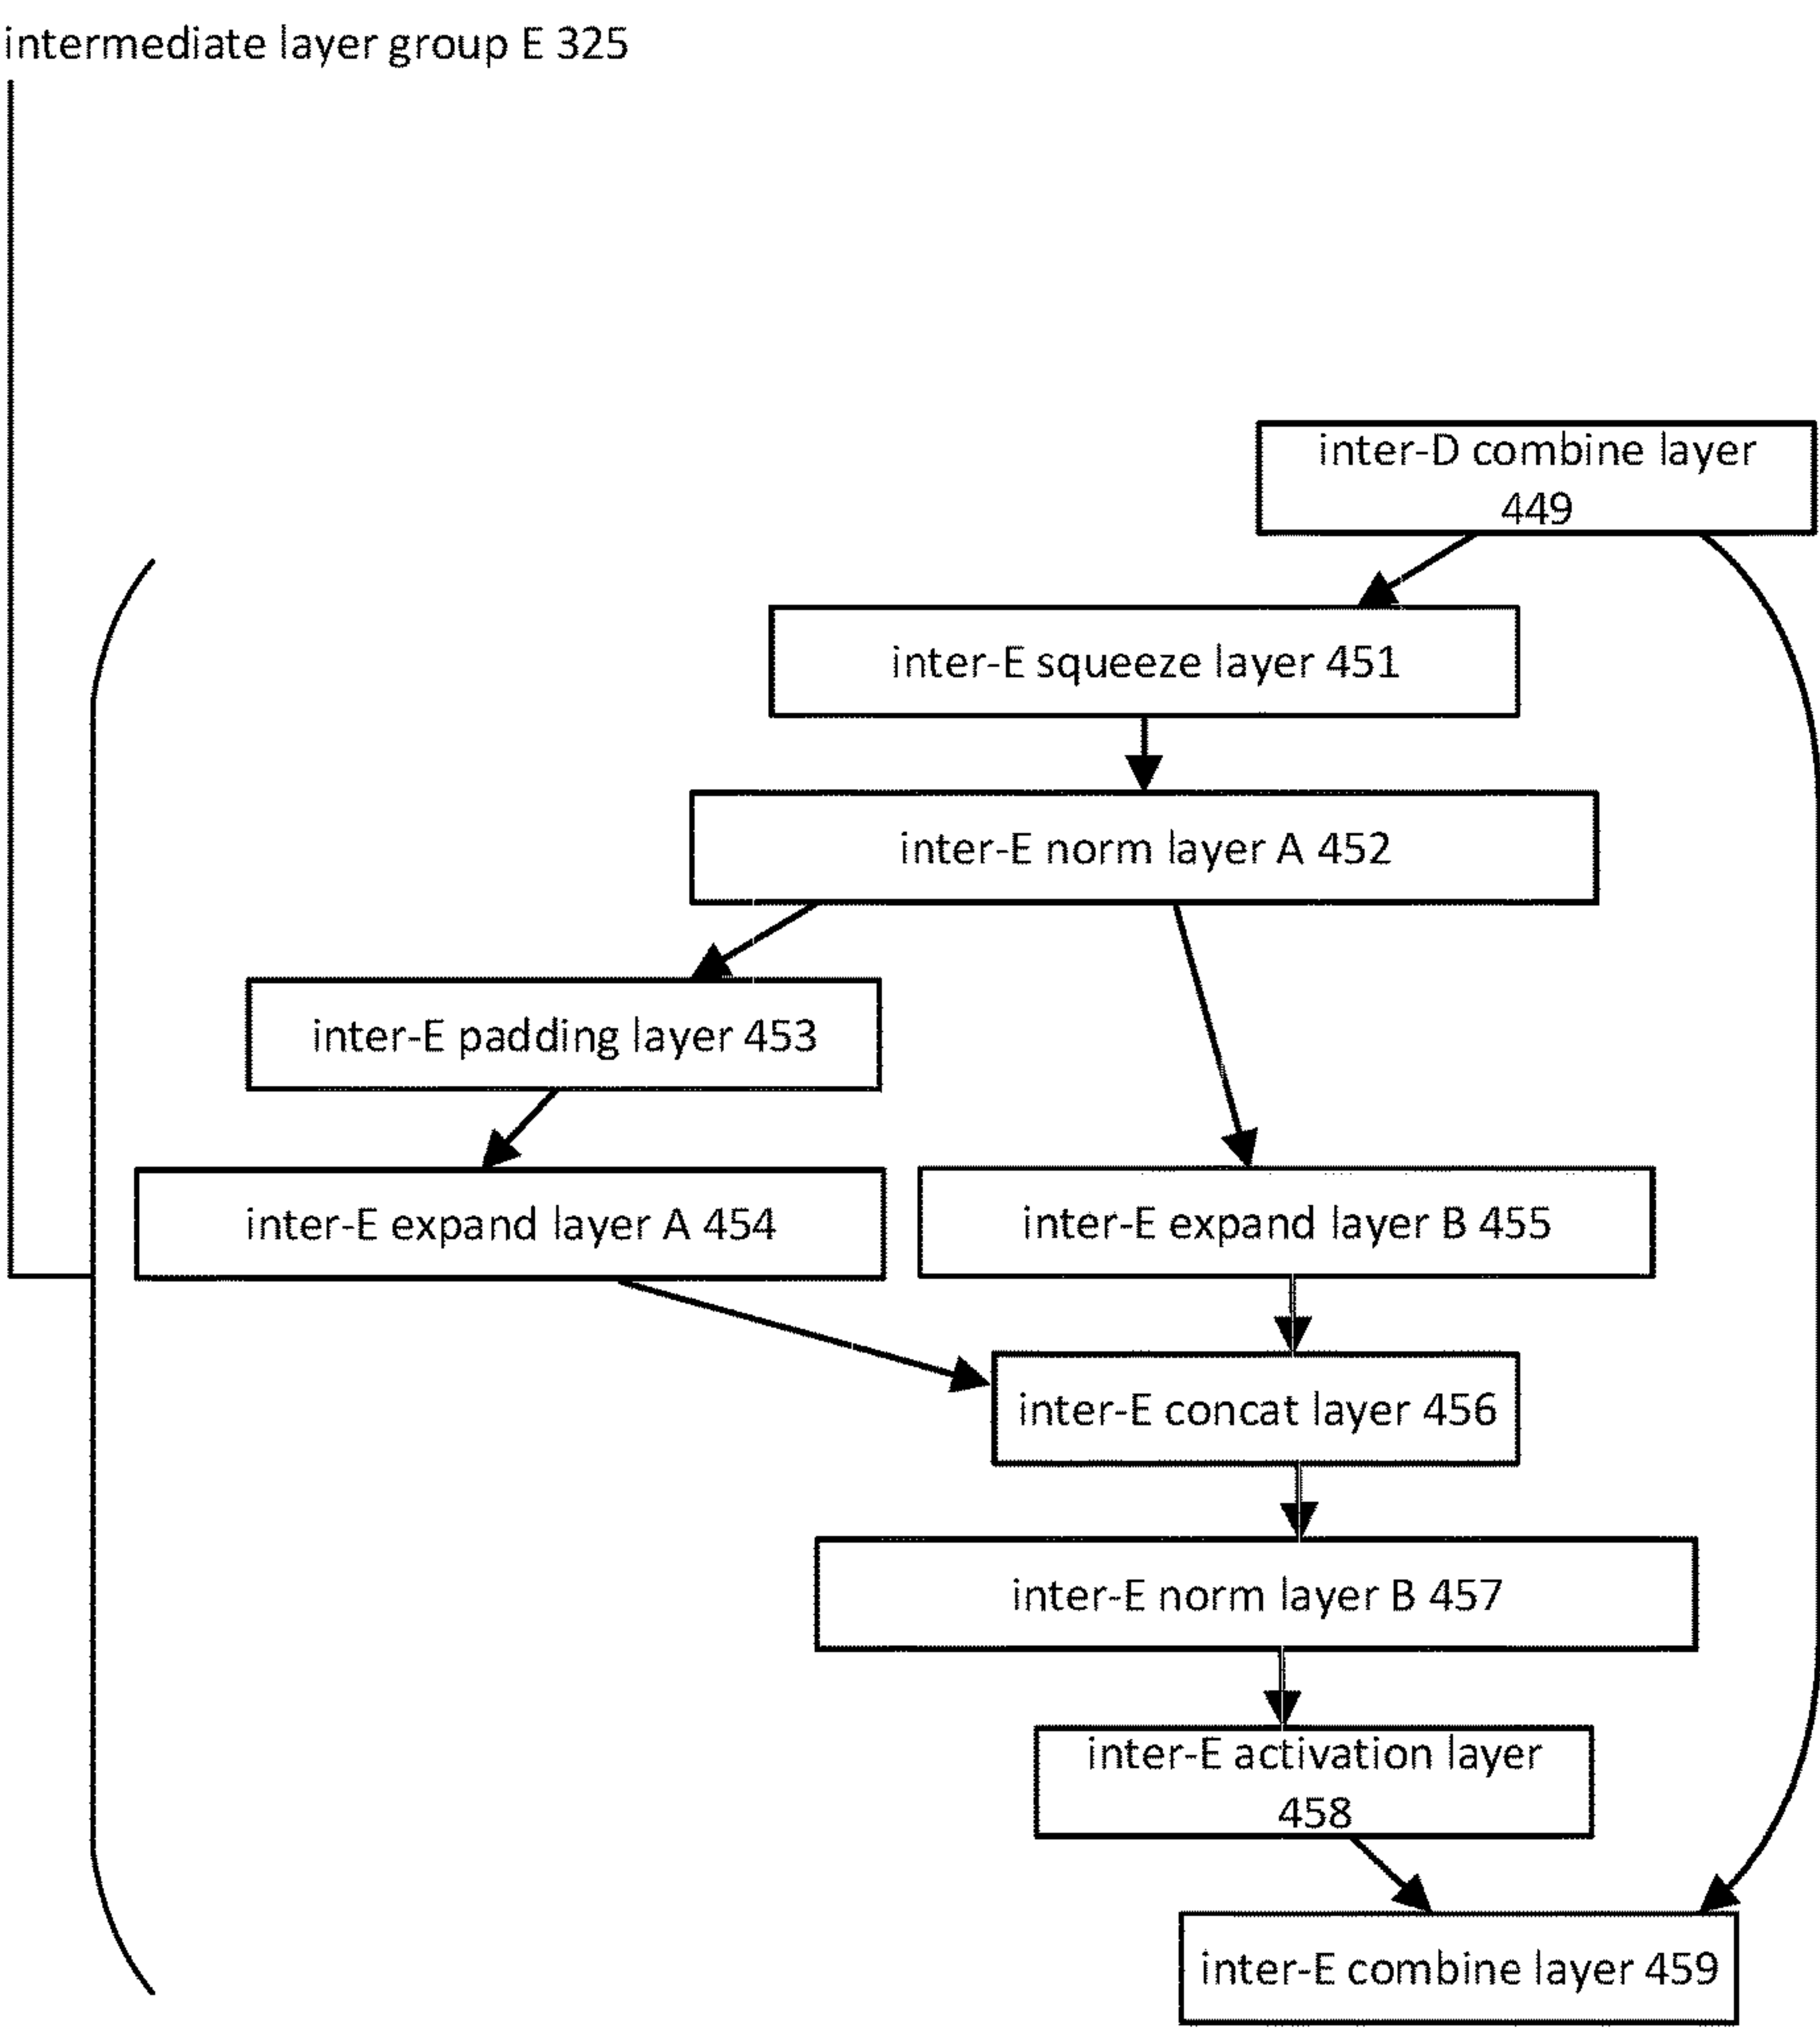 intermediate layer group E 325
inter-D combine layer
449
inter-E squeeze layer 451
inter-E norm layer A 452
inter-E padding layer 453
inter-E expand layer A 454
inter-E expand layer B 455
inter-E concat layer 456
inter-E norm layer B 457
inter-E activation layer
458
inter-E combine layer 459